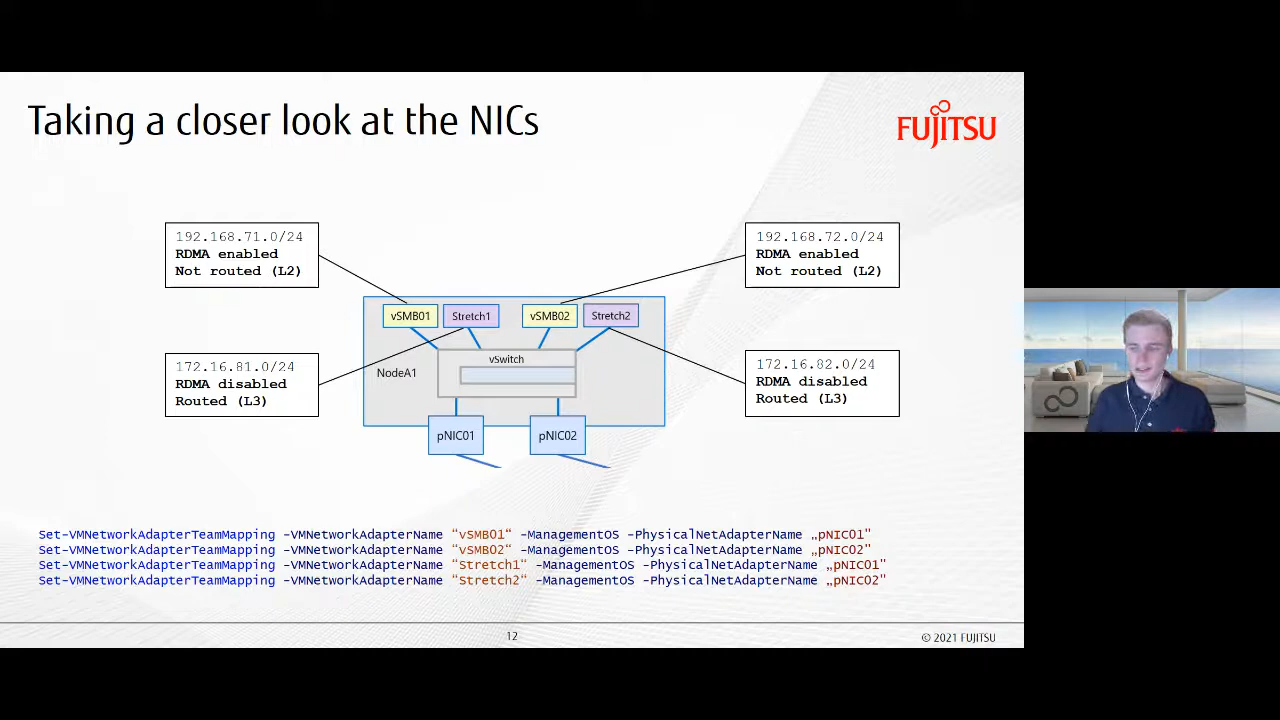 Taking a closer look at the NICs
FUJITSU
192.168.71.0/24
RDMA enabled
Not routed (L2)
192.168.72.0/24
RDMA enabled
Not routed (L2)
vSMB01
Stretch1
vSMB02
Stretch2
172.16.81.0/24
RDMA disabled
Routed (L3)
NodeA1
vSwitch
172.16.82.0/24
RDMA disabled
Routed (L3)
pNIC01
pNIC02
Set-VMNetworkAdapterTeamMapping -VMNetworkAdapterName “vSMB01“ -ManagementOS -PhysicalNetAdapterName „pNIC01”
Set-VMNetworkAdapterTeamMapping -VMNetworkAdapterName “vSMB02“ -ManagementOS -PhysicalNetAdapterName „pNIC02”
Set-VMNetworkAdapterTeamMapping -VMNetworkAdapterName “Stretch1“ -ManagementOS -PhysicalNetAdapterName „pNIC01”
Set-VMNetworkAdapterTeamMapping -VMNetworkAdapterName “Stretch2“ -ManagementOS -PhysicalNetAdapterName „pNIC02”
12
© 2021 FUJITSU